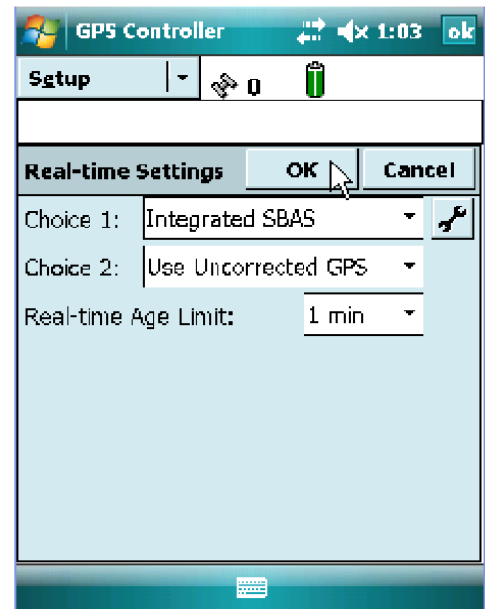 GPS Controller 1:03 ok
Setup 0
Real-time Settings OK Cancel
Choice 1: Integrated SBAS
Choice 2: Use Uncorrected GPS
Real-time Age Limit: 1 min